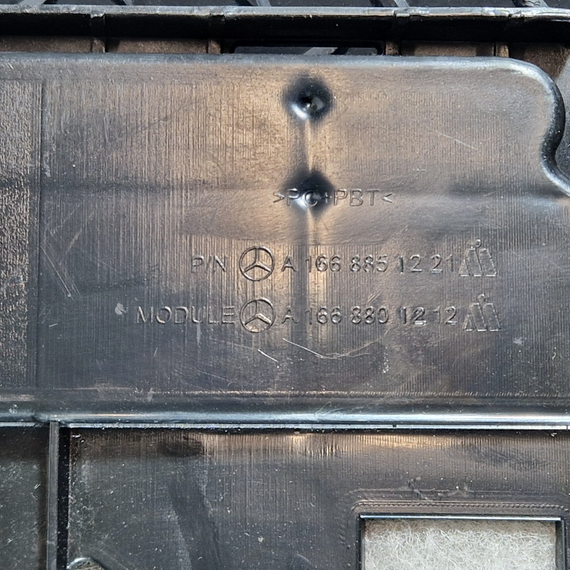 >PC+PBT<
P/N A 166 885 12 21
MODULE A 166 880 12 12